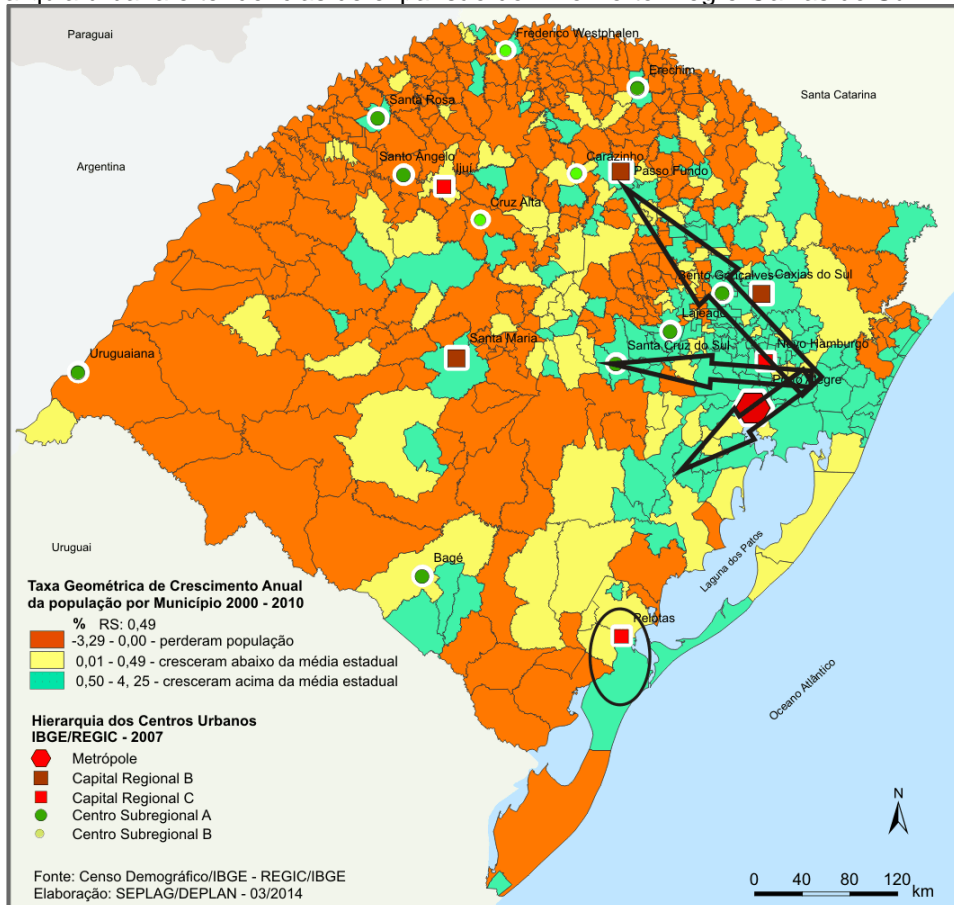 Paraguai
Frederico Westphalen
Erechim
Santa Catarina
Santa Rosa
Argentina
Santo Ângelo
Ijuí
Carazinho
Passo Fundo
Cruz Alta
Bento Gonçalves
Caxias do Sul
Lajeado
Santa Maria
Santa Cruz do Sul
Novo Hamburgo
Uruguaiana
Porto Alegre
Uruguai
Bagé
Laguna dos Patos
Taxa Geométrica de Crescimento Anual
da população por Município 2000 - 2010
% RS: 0,49
-3,29 - 0,00 - perderam população
0,01 - 0,49 - cresceram abaixo da média estadual
0,50 - 4, 25 - cresceram acima da média estadual
Pelotas
Oceano Atlântico
Hierarquia dos Centros Urbanos
IBGE/REGIC - 2007
Metrópole
Capital Regional B
Capital Regional C
Centro Subregional A
Centro Subregional B
N
Fonte: Censo Demográfico/IBGE - REGIC/IBGE
Elaboração: SEPLAG/DEPLAN - 03/2014
0 40 80 120
km